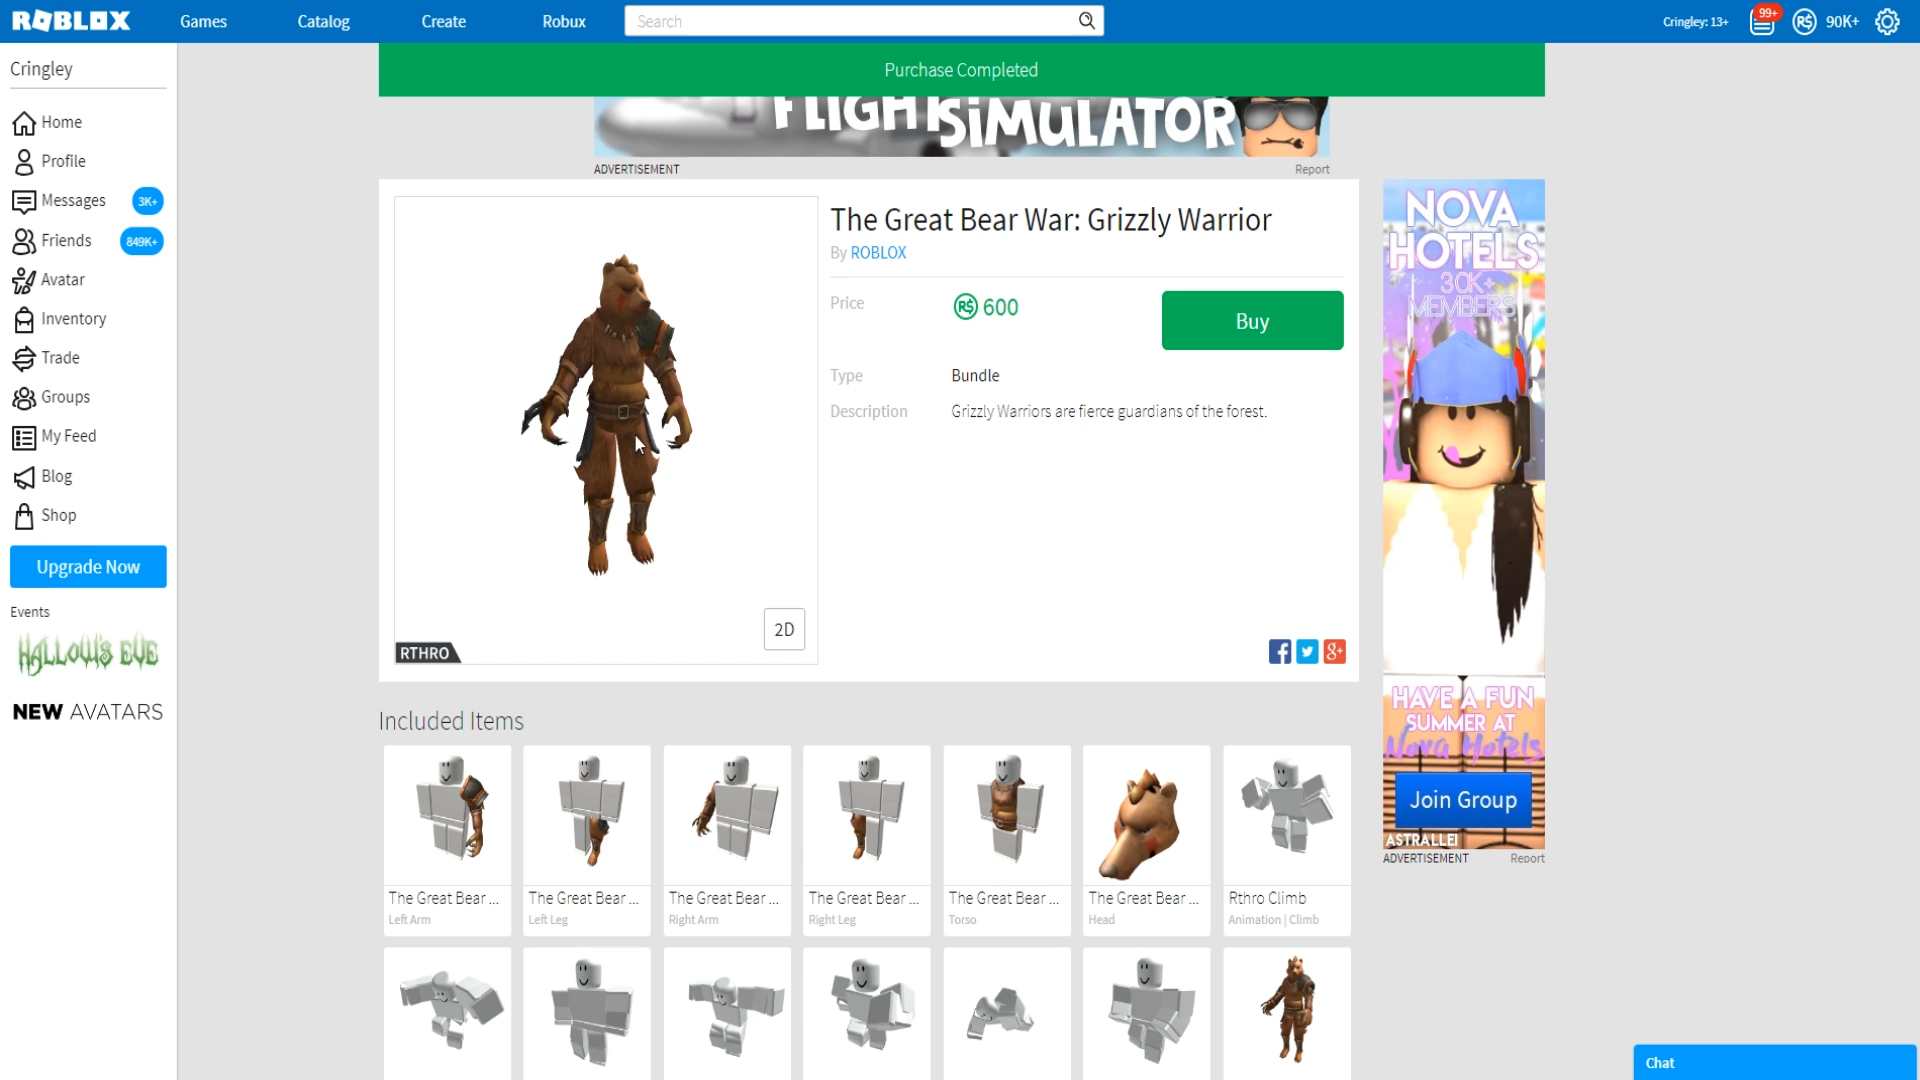 ROBLOX
Games
Catalog
Create
Robux
Search
Cringley: 13+
99+
R$
90K+
Cringley
Home
Profile
Messages
3K+
Friends
849K+
Avatar
Inventory
Trade
Groups
My Feed
Blog
Shop
Upgrade Now
Events
HALLOW'S EVE
NEW AVATARS
Purchase Completed
FLIGHT SIMULATOR
ADVERTISEMENT
Report
The Great Bear War: Grizzly Warrior
By ROBLOX
Price
R$ 600
Buy
Type
Bundle
Description
Grizzly Warriors are fierce guardians of the forest.
2D
RTHRO
Included Items
The Great Bear ...
Left Arm
The Great Bear ...
Left Leg
The Great Bear ...
Right Arm
The Great Bear ...
Right Leg
The Great Bear ...
Torso
The Great Bear ...
Head
Rthro Climb
Animation | Climb
NOVA
HOTELS
30K+
MEMBERS
HAVE A FUN
SUMMER AT
Nova Hotels
Join Group
ASTRALLEI
ADVERTISEMENT
Report
Chat